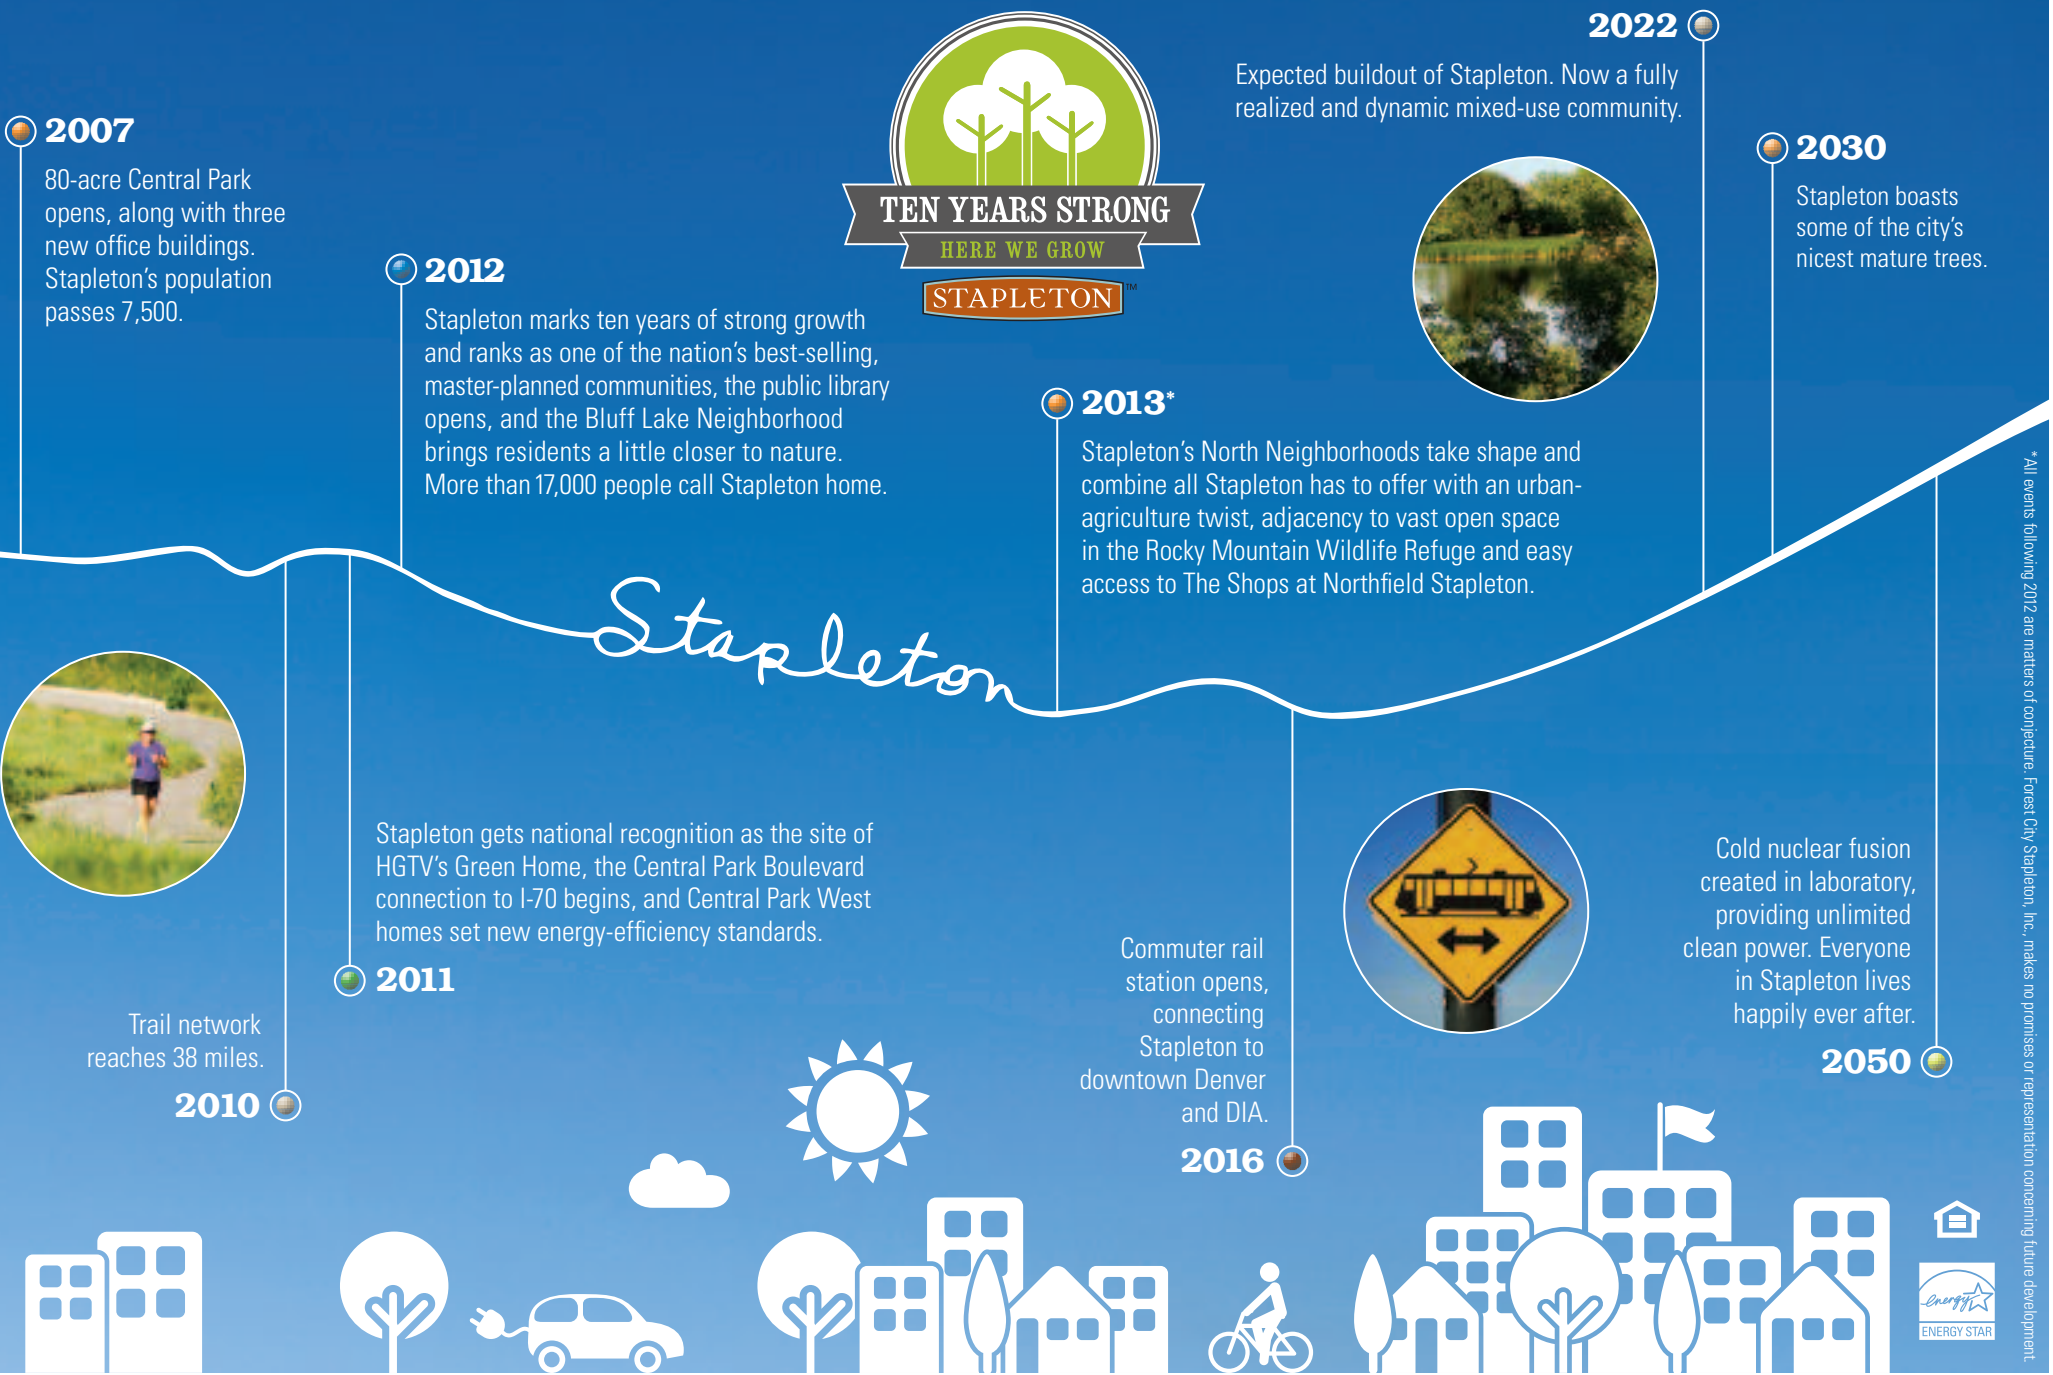 2007
80-acre Central Park
opens, along with three
new office buildings.
Stapleton's population
passes 7,500.
2012
Stapleton marks ten years of strong growth
and ranks as one of the nation's best-selling,
master-planned communities, the public library
opens, and the Bluff Lake Neighborhood
brings residents a little closer to nature.
More than 17,000 people call Stapleton home.
TEN YEARS STRONG
HERE WE GROW
STAPLETON™
2022
Expected buildout of Stapleton. Now a fully
realized and dynamic mixed-use community.
2030
Stapleton boasts
some of the city's
nicest mature trees.
2013*
Stapleton's North Neighborhoods take shape and
combine all Stapleton has to offer with an urban-
agriculture twist, adjacency to vast open space
in the Rocky Mountain Wildlife Refuge and easy
access to The Shops at Northfield Stapleton.
Stapleton
Trail network
reaches 38 miles.
2010
Stapleton gets national recognition as the site of
HGTV's Green Home, the Central Park Boulevard
connection to I-70 begins, and Central Park West
homes set new energy-efficiency standards.
2011
Commuter rail
station opens,
connecting
Stapleton to
downtown Denver
and DIA.
2016
Cold nuclear fusion
created in laboratory,
providing unlimited
clean power. Everyone
in Stapleton lives
happily ever after.
2050
energy
ENERGY STAR
*All events following 2012 are matters of conjecture. Forest City Stapleton, Inc., makes no promises or representation concerning future development.